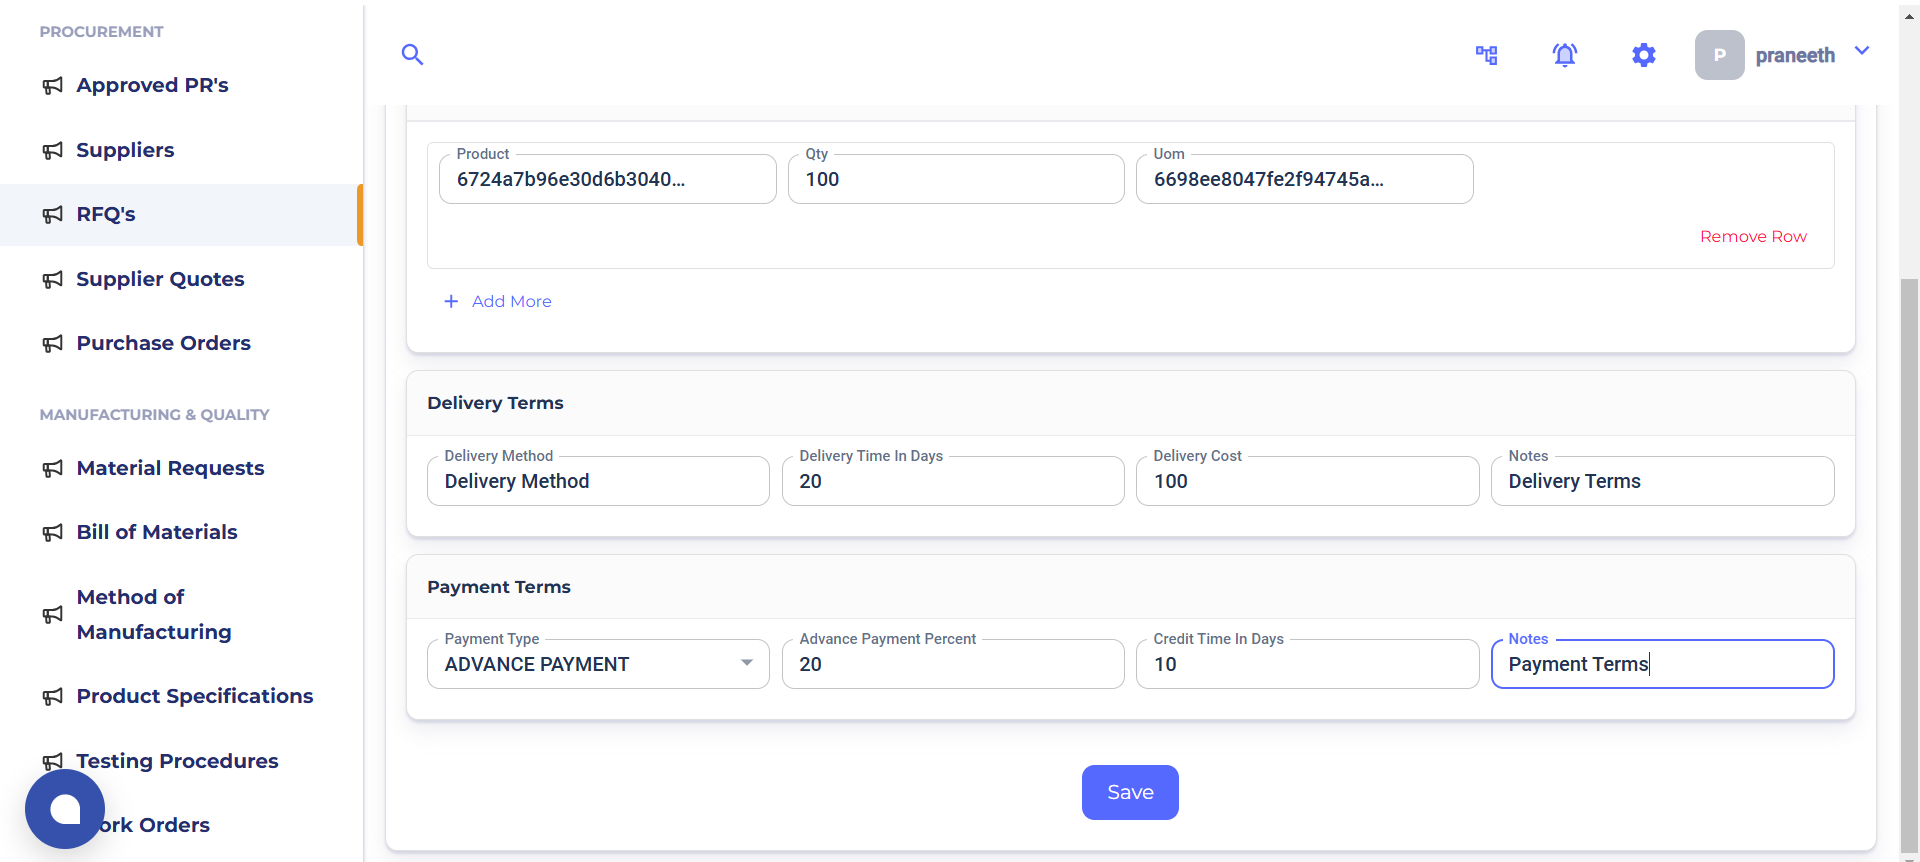 PROCUREMENT
Approved PR's
Suppliers
RFQ's
Supplier Quotes
Purchase Orders
MANUFACTURING & QUALITY
Material Requests
Bill of Materials
Method of
Manufacturing
Product Specifications
Testing Procedures
ork Orders
P praneeth
Product Qty Uom
6724a7b96e30d6b3040... 100 6698ee8047fe2f94745a...
Remove Row
+ Add More
Delivery Terms
Delivery Method Delivery Time In Days Delivery Cost Notes
Delivery Method 20 100 Delivery Terms
Payment Terms
Payment Type Advance Payment Percent Credit Time In Days Notes
ADVANCE PAYMENT 20 10 Payment Terms
Save